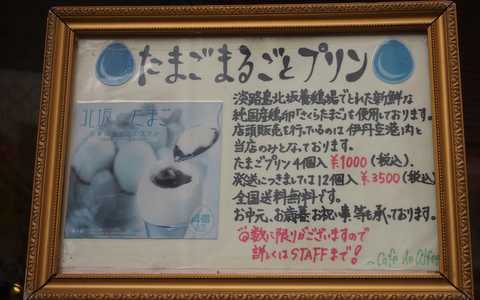 たまごまるごとプリン
北坂たまご
4個
淡路島北坂養鶏場でとれた新鮮な
純国産鶏卵「さくらたまご」を使用しております。
店頭販売を行っているのは伊丹空港内と
当店のみとなっております。
たまごプリン 4個入 ¥1000 (税込)、
発送につきましては12個入 ¥3500 (税込)
全国送料無料です。
お中元、お歳暮お祝い事等も承っております。
数に限りがございますので
詳しくはSTAFFまで!